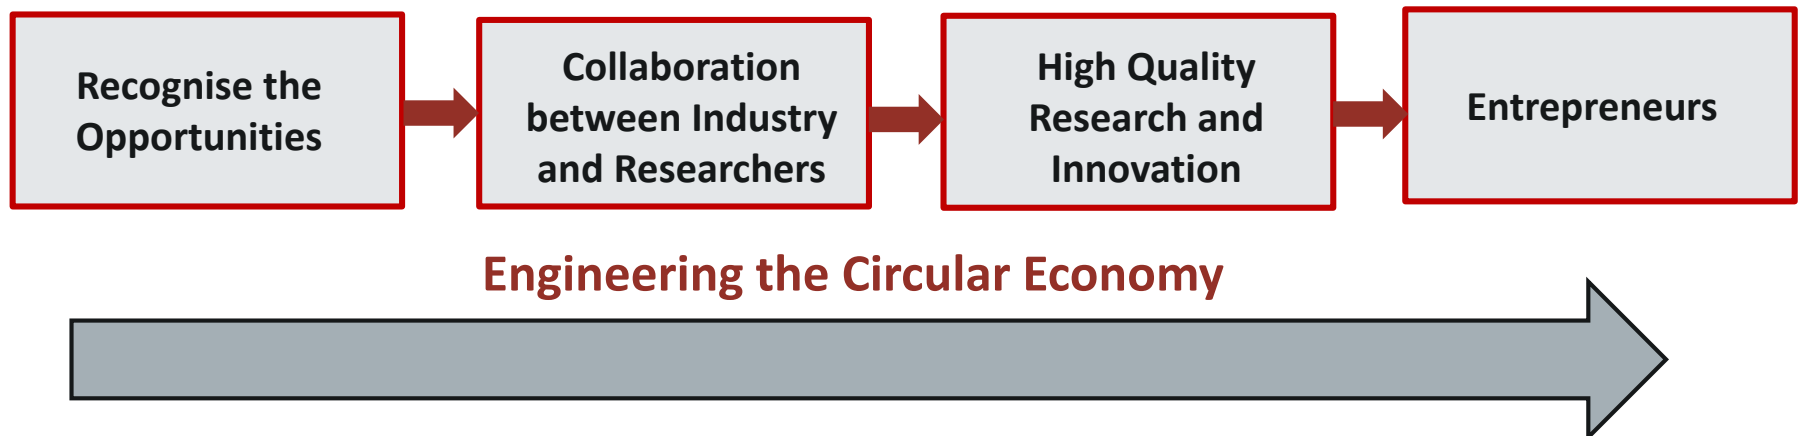 Recognise the
Opportunities
Collaboration
between Industry
and Researchers
High Quality
Research and
Innovation
Entrepreneurs
Engineering the Circular Economy